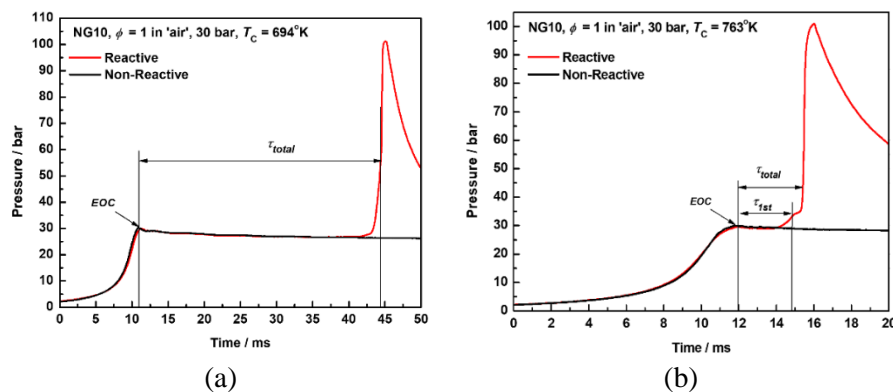 NG10, ϕ = 1 in 'air', 30 bar, T_C = 694°K
Reactive
Non-Reactive
τ_total
EOC
Pressure / bar
110
100
90
80
70
60
50
40
30
20
10
0
0 5 10 15 20 25 30 35 40 45 50
Time / ms
(a)
NG10, ϕ = 1 in 'air', 30 bar, T_C = 763°K
Reactive
Non-Reactive
τ_total
EOC
τ_1st
Pressure / bar
100
90
80
70
60
50
40
30
20
10
0
0 2 4 6 8 10 12 14 16 18 20
Time / ms
(b)